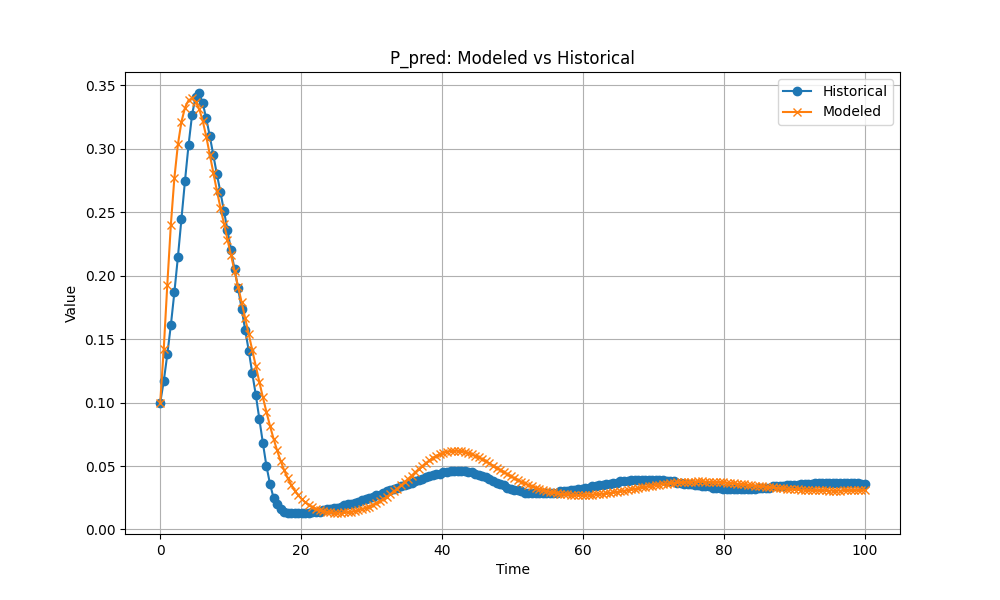 P_pred: Modeled vs Historical
Historical
Modeled
Value
0.35
0.30
0.25
0.20
0.15
0.10
0.05
0.00
0 20 40 60 80 100
Time